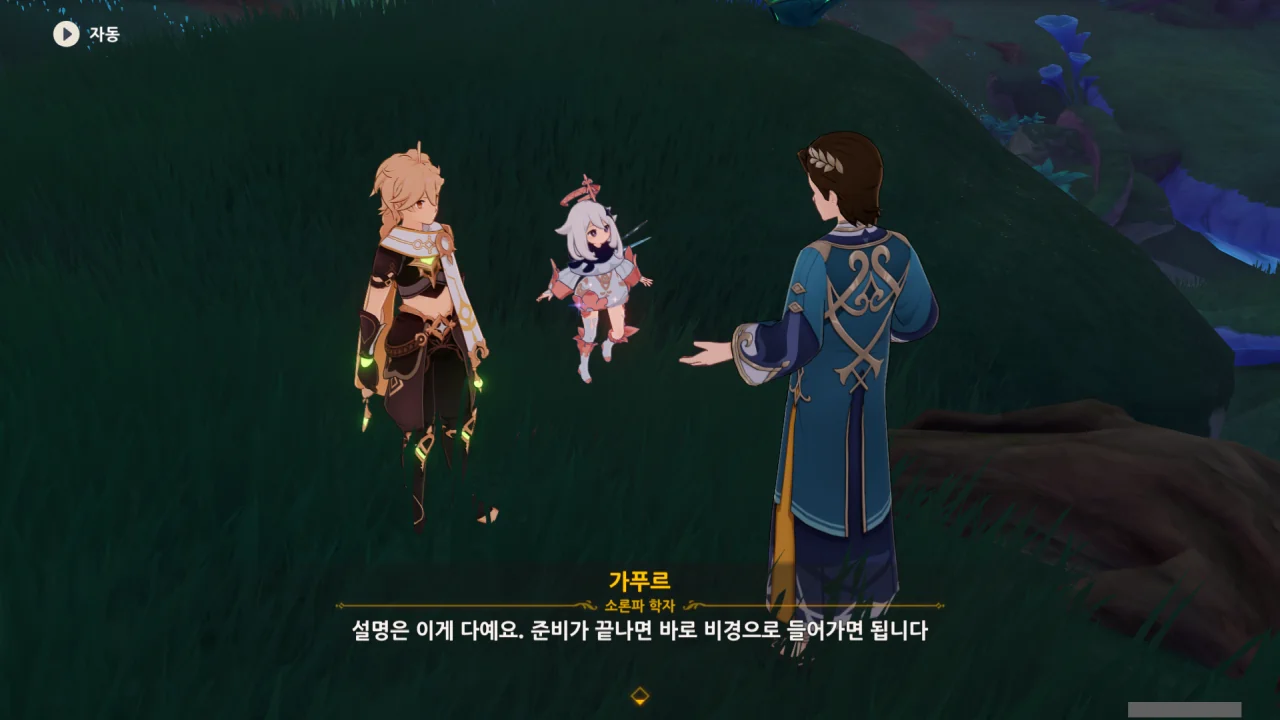 자동
가푸르
소론파 학자
설명은 이게 다예요. 준비가 끝나면 바로 비경으로 들어가면 됩니다